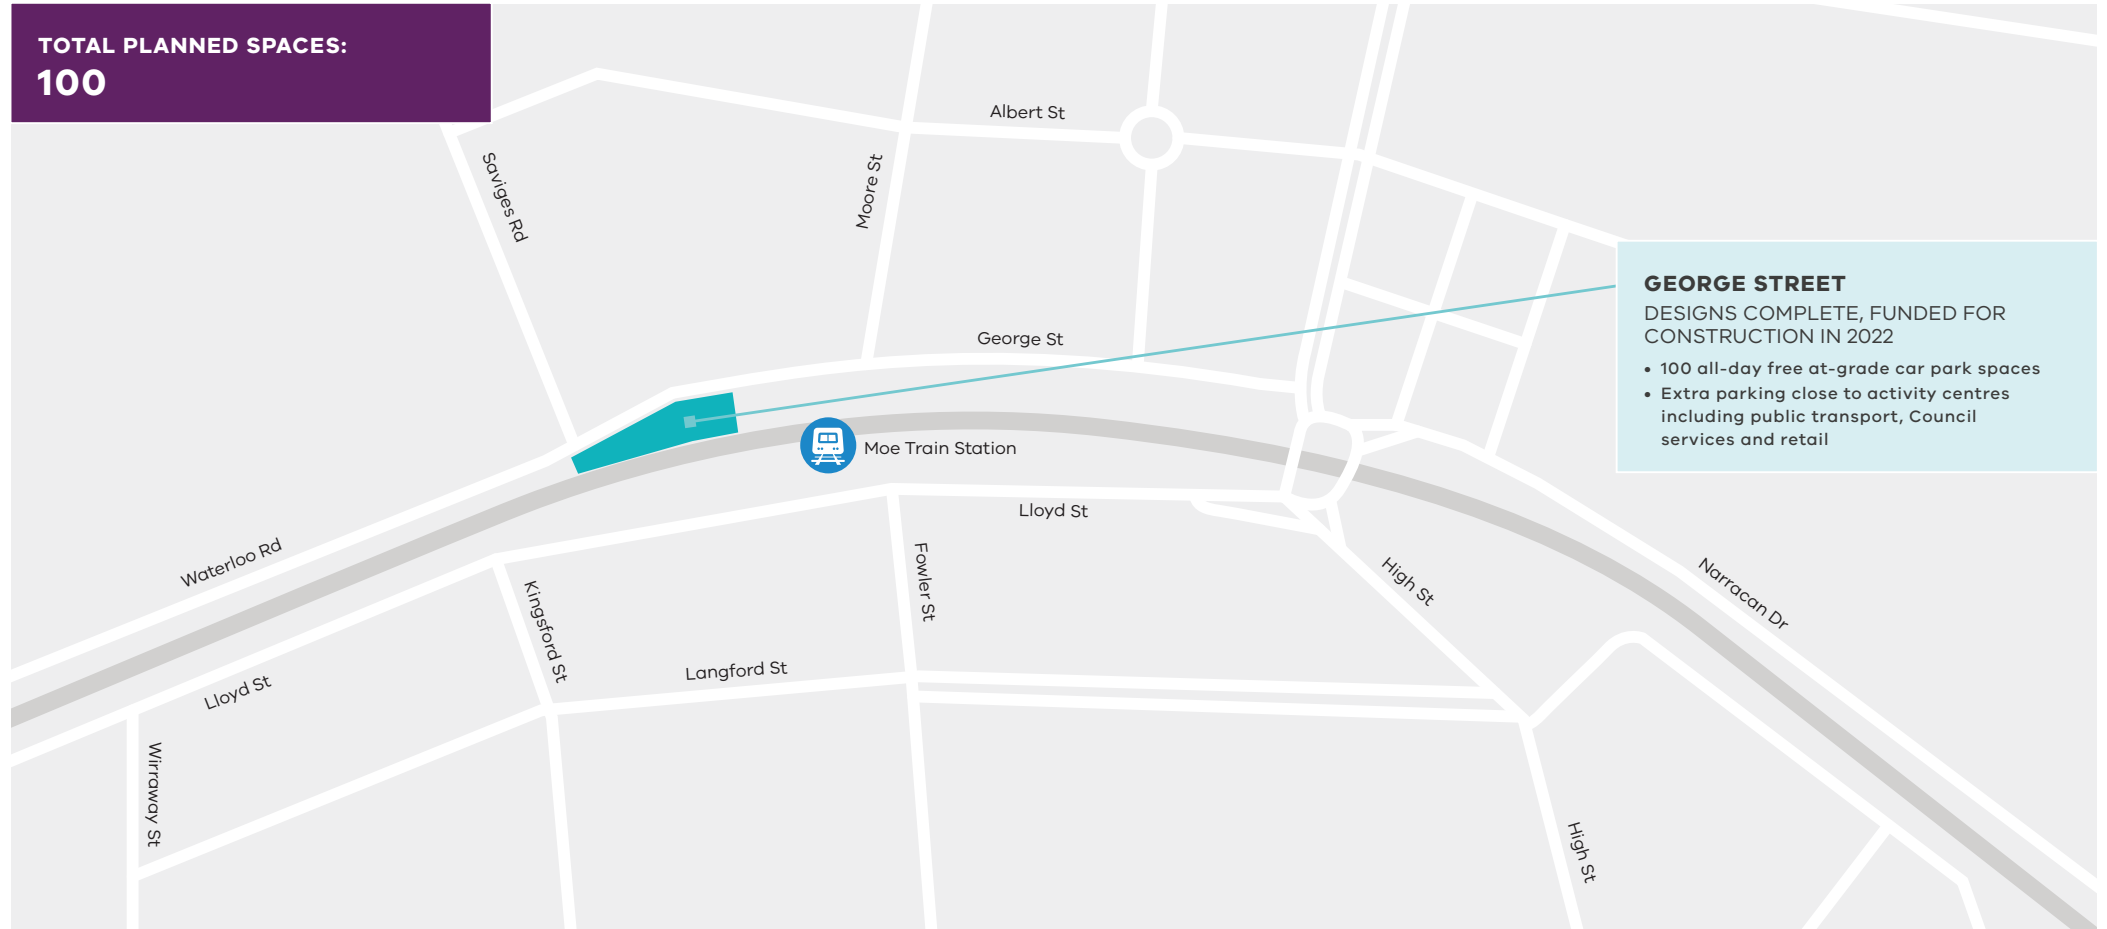 TOTAL PLANNED SPACES:
100
Albert St
Saviges Rd
Moore St
George St
GEORGE STREET
DESIGNS COMPLETE, FUNDED FOR
CONSTRUCTION IN 2022
• 100 all-day free at-grade car park spaces
• Extra parking close to activity centres
including public transport, Council
services and retail
Moe Train Station
Lloyd St
Waterloo Rd
Fowler St
High St
Narracan Dr
Kingsford St
Langford St
Lloyd St
Wirraway St
High St